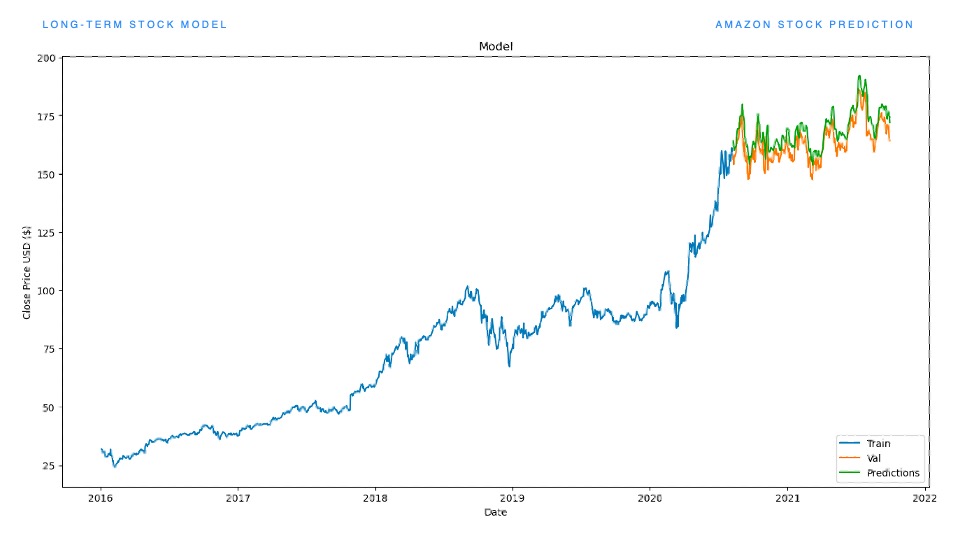 LONG-TERM STOCK MODEL
AMAZON STOCK PREDICTION
Model
200
175
150
125
100
75
50
25
Close Price USD ($)
2016
2017
2018
2019
2020
2021
2022
Date
Train
Val
Predictions